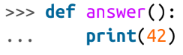 >>> def answer():
...     print(42)